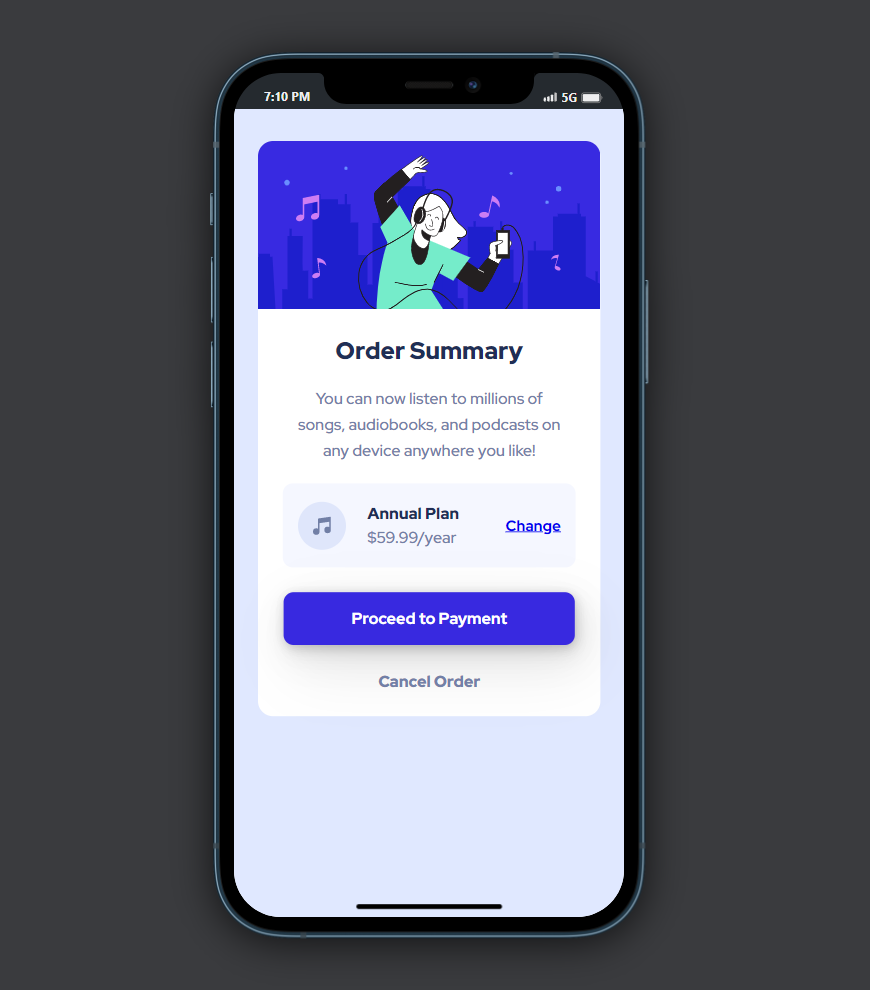 7:10 PM 5G
Order Summary
You can now listen to millions of
songs, audiobooks, and podcasts on
any device anywhere you like!
Annual Plan
$59.99/year
Change
Proceed to Payment
Cancel Order